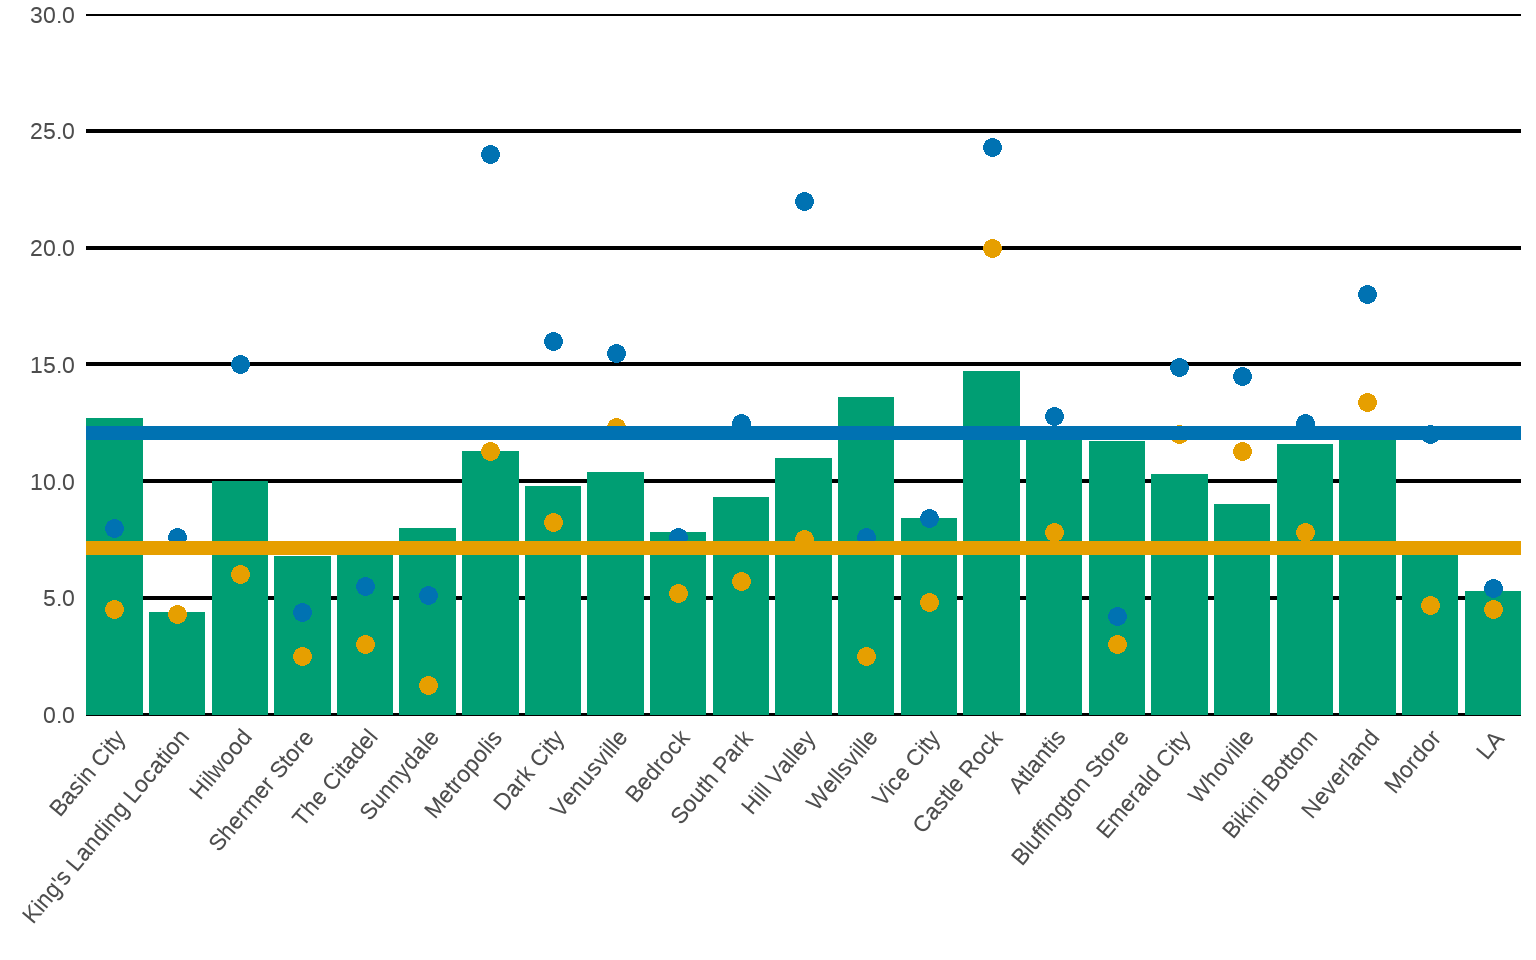 30.0
25.0
20.0
15.0
10.0
5.0
0.0
Basin City
King's Landing Location
Hilwood
Shermer Store
The Citadel
Sunnydale
Metropolis
Dark City
Venusville
Bedrock
South Park
Hill Valley
Wellsville
Vice City
Castle Rock
Atlantis
Bluffington Store
Emerald City
Whoville
Bikini Bottom
Neverland
Mordor
LA